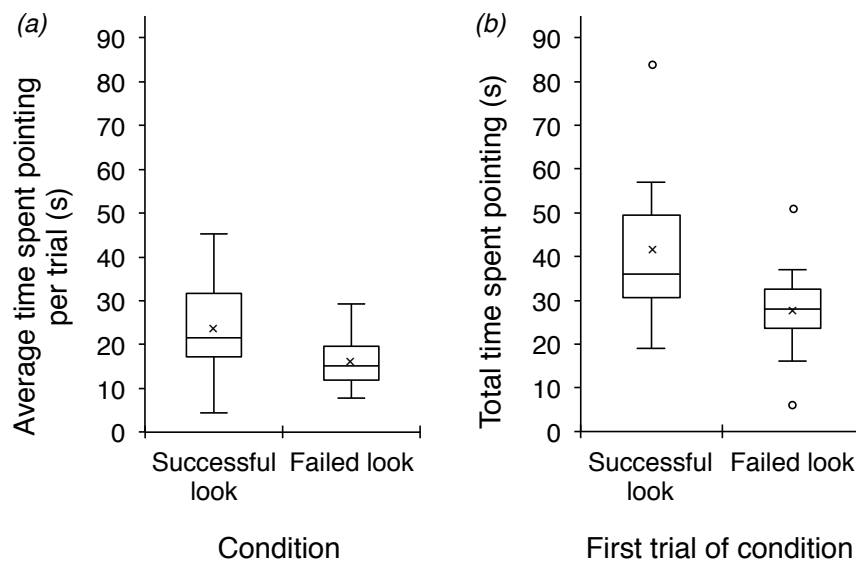 (a)
90
80
70
60
50
40
30
20
10
0
Average time spent pointing
per trial (s)
Successful
look
Failed look
Condition
(b)
90
80
70
60
50
40
30
20
10
0
Total time spent pointing (s)
Successful
look
Failed look
First trial of condition